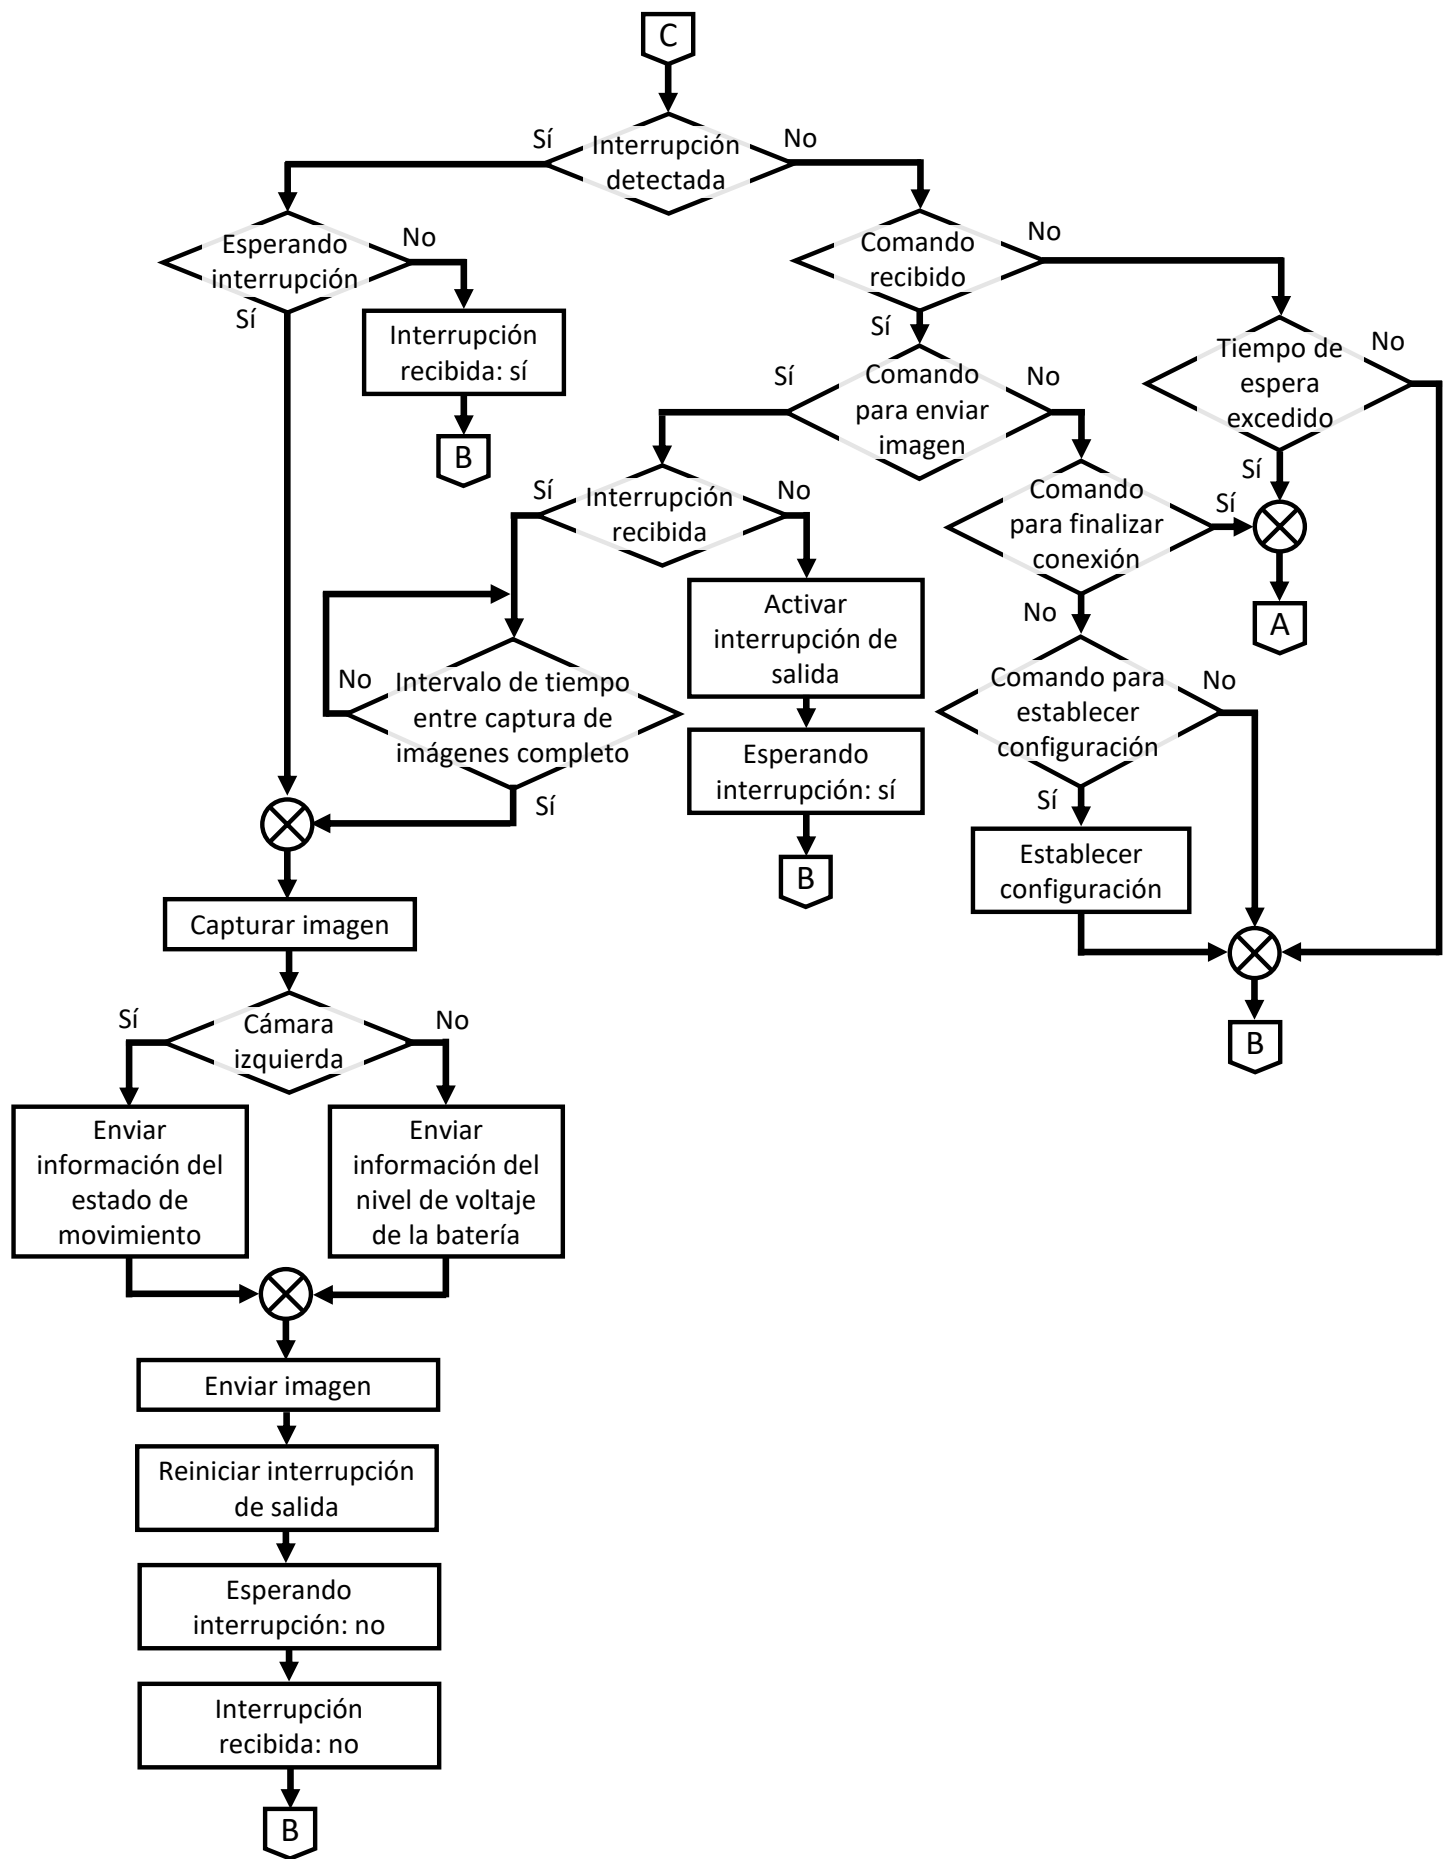 C
Sí
No
Interrupción
detectada
Esperando
interrupción
No
Sí
Comando
recibido
No
Sí
Interrupción
recibida: sí
B
Tiempo de
espera
excedido
No
Sí
Sí
Comando
para enviar
imagen
No
Sí
Interrupción
recibida
No
Comando
para finalizar
conexión
Sí
No
A
Activar
interrupción de
salida
No
Intervalo de tiempo
entre captura de
imágenes completo
Sí
Comando para
establecer
configuración
No
Sí
Esperando
interrupción: sí
B
Establecer
configuración
B
Capturar imagen
Sí
Cámara
izquierda
No
Enviar
información del
estado de
movimiento
Enviar
información del
nivel de voltaje
de la batería
Enviar imagen
Reiniciar interrupción
de salida
Esperando
interrupción: no
Interrupción
recibida: no
B